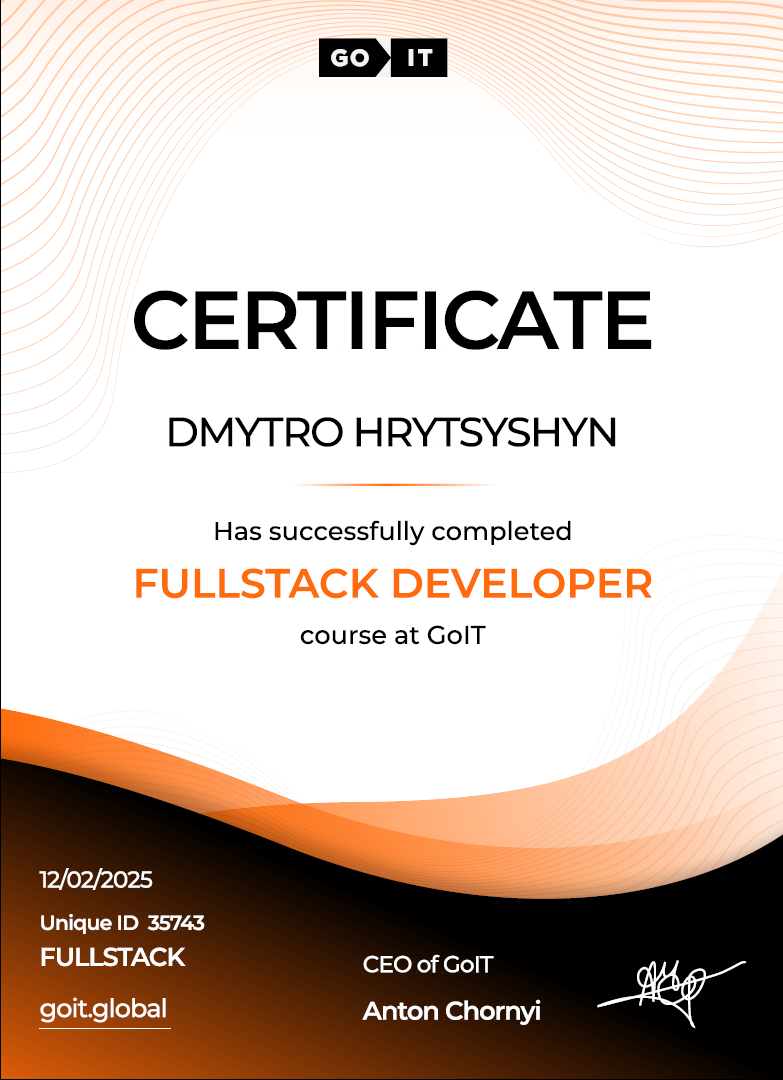 GO IT
CERTIFICATE
DMYTRO HRYTSYSHYN
Has successfully completed
FULLSTACK DEVELOPER
course at GoIT
12/02/2025
Unique ID 35743
FULLSTACK
goit.global
CEO of GoIT
Anton Chornyi